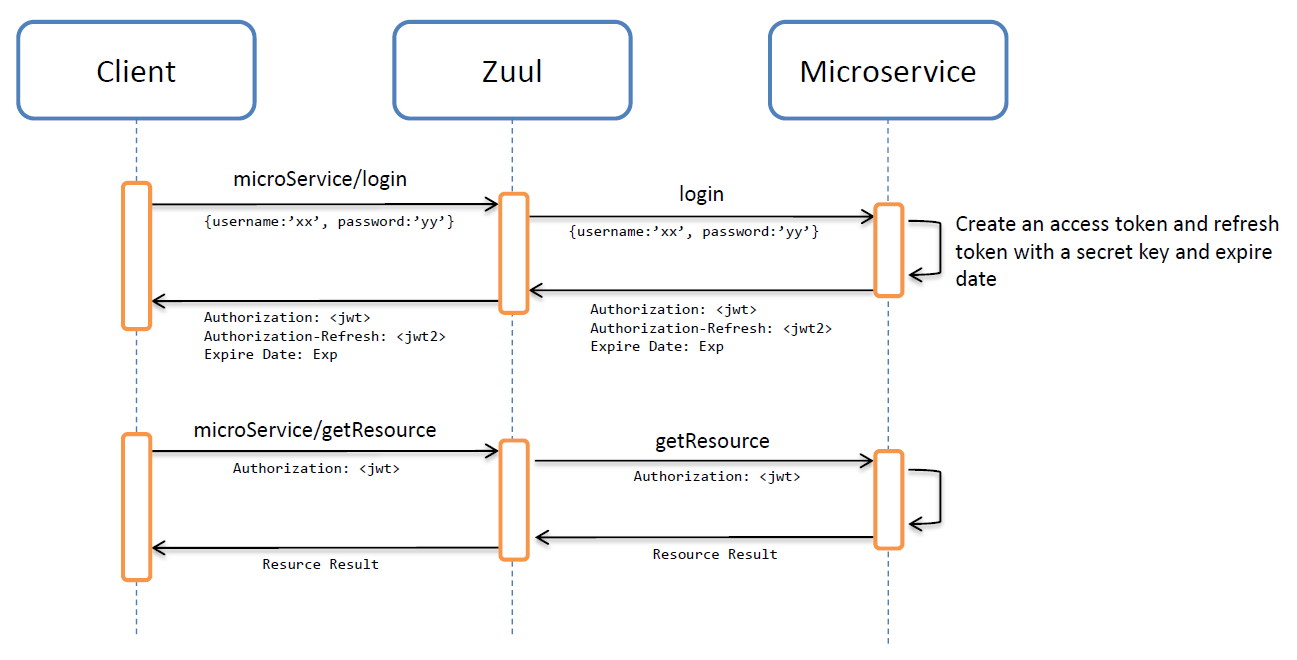 Client
Zuul
Microservice
microService/login
{username:’xx’, password:’yy’}
login
{username:’xx’, password:’yy’}
Create an access token and refresh
token with a secret key and expire
date
Authorization: <jwt>
Authorization-Refresh: <jwt2>
Expire Date: Exp
Authorization: <jwt>
Authorization-Refresh: <jwt2>
Expire Date: Exp
microService/getResource
Authorization: <jwt>
getResource
Authorization: <jwt>
Resource Result
Resurce Result